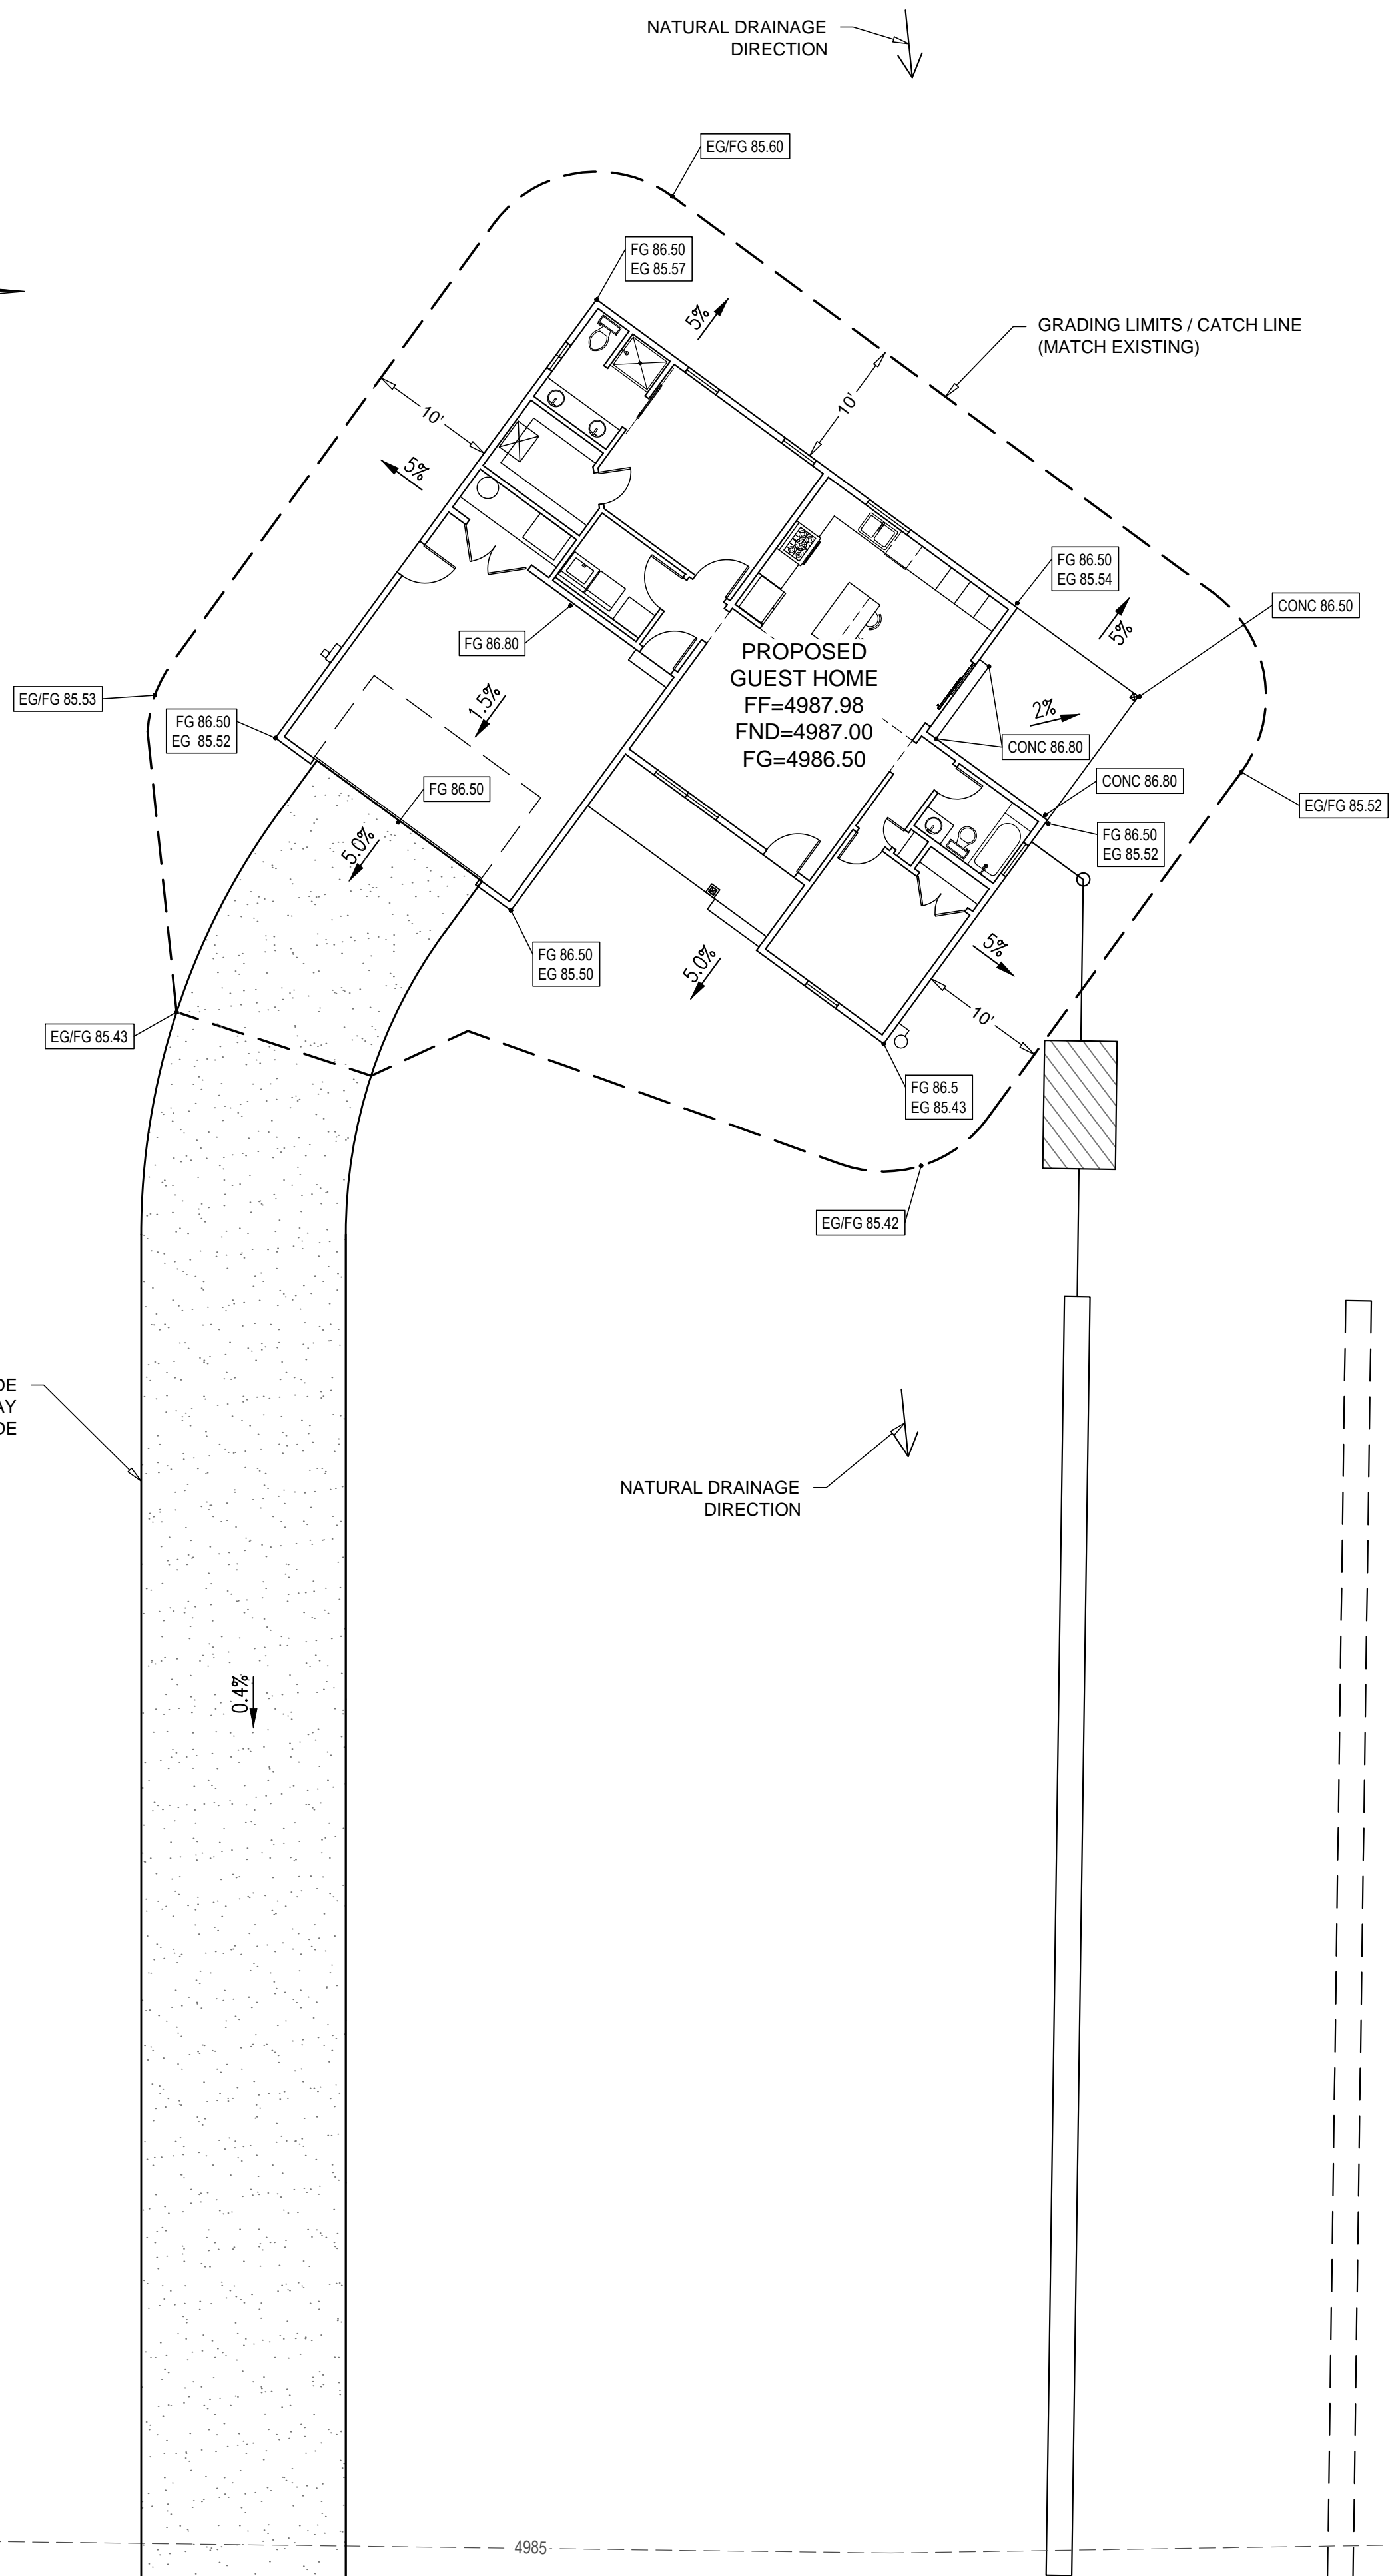 NATURAL DRAINAGE
DIRECTION
EG/FG 85.60
FG 86.50
EG 85.57
5%
GRADING LIMITS / CATCH LINE
(MATCH EXISTING)
10'
10'
5%
FG 86.50
EG 85.54
CONC 86.50
5%
FG 86.80
PROPOSED
GUEST HOME
FF=4987.98
FND=4987.00
FG=4986.50
EG/FG 85.53
FG 86.50
EG 85.52
1.5%
2%
CONC 86.80
FG 86.50
CONC 86.80
EG/FG 85.52
5.0%
FG 86.50
EG 85.52
FG 86.50
EG 85.50
5.0%
5%
10'
EG/FG 85.43
FG 86.5
EG 85.43
EG/FG 85.42
DE
AY
DE
NATURAL DRAINAGE
DIRECTION
0.4%
4985